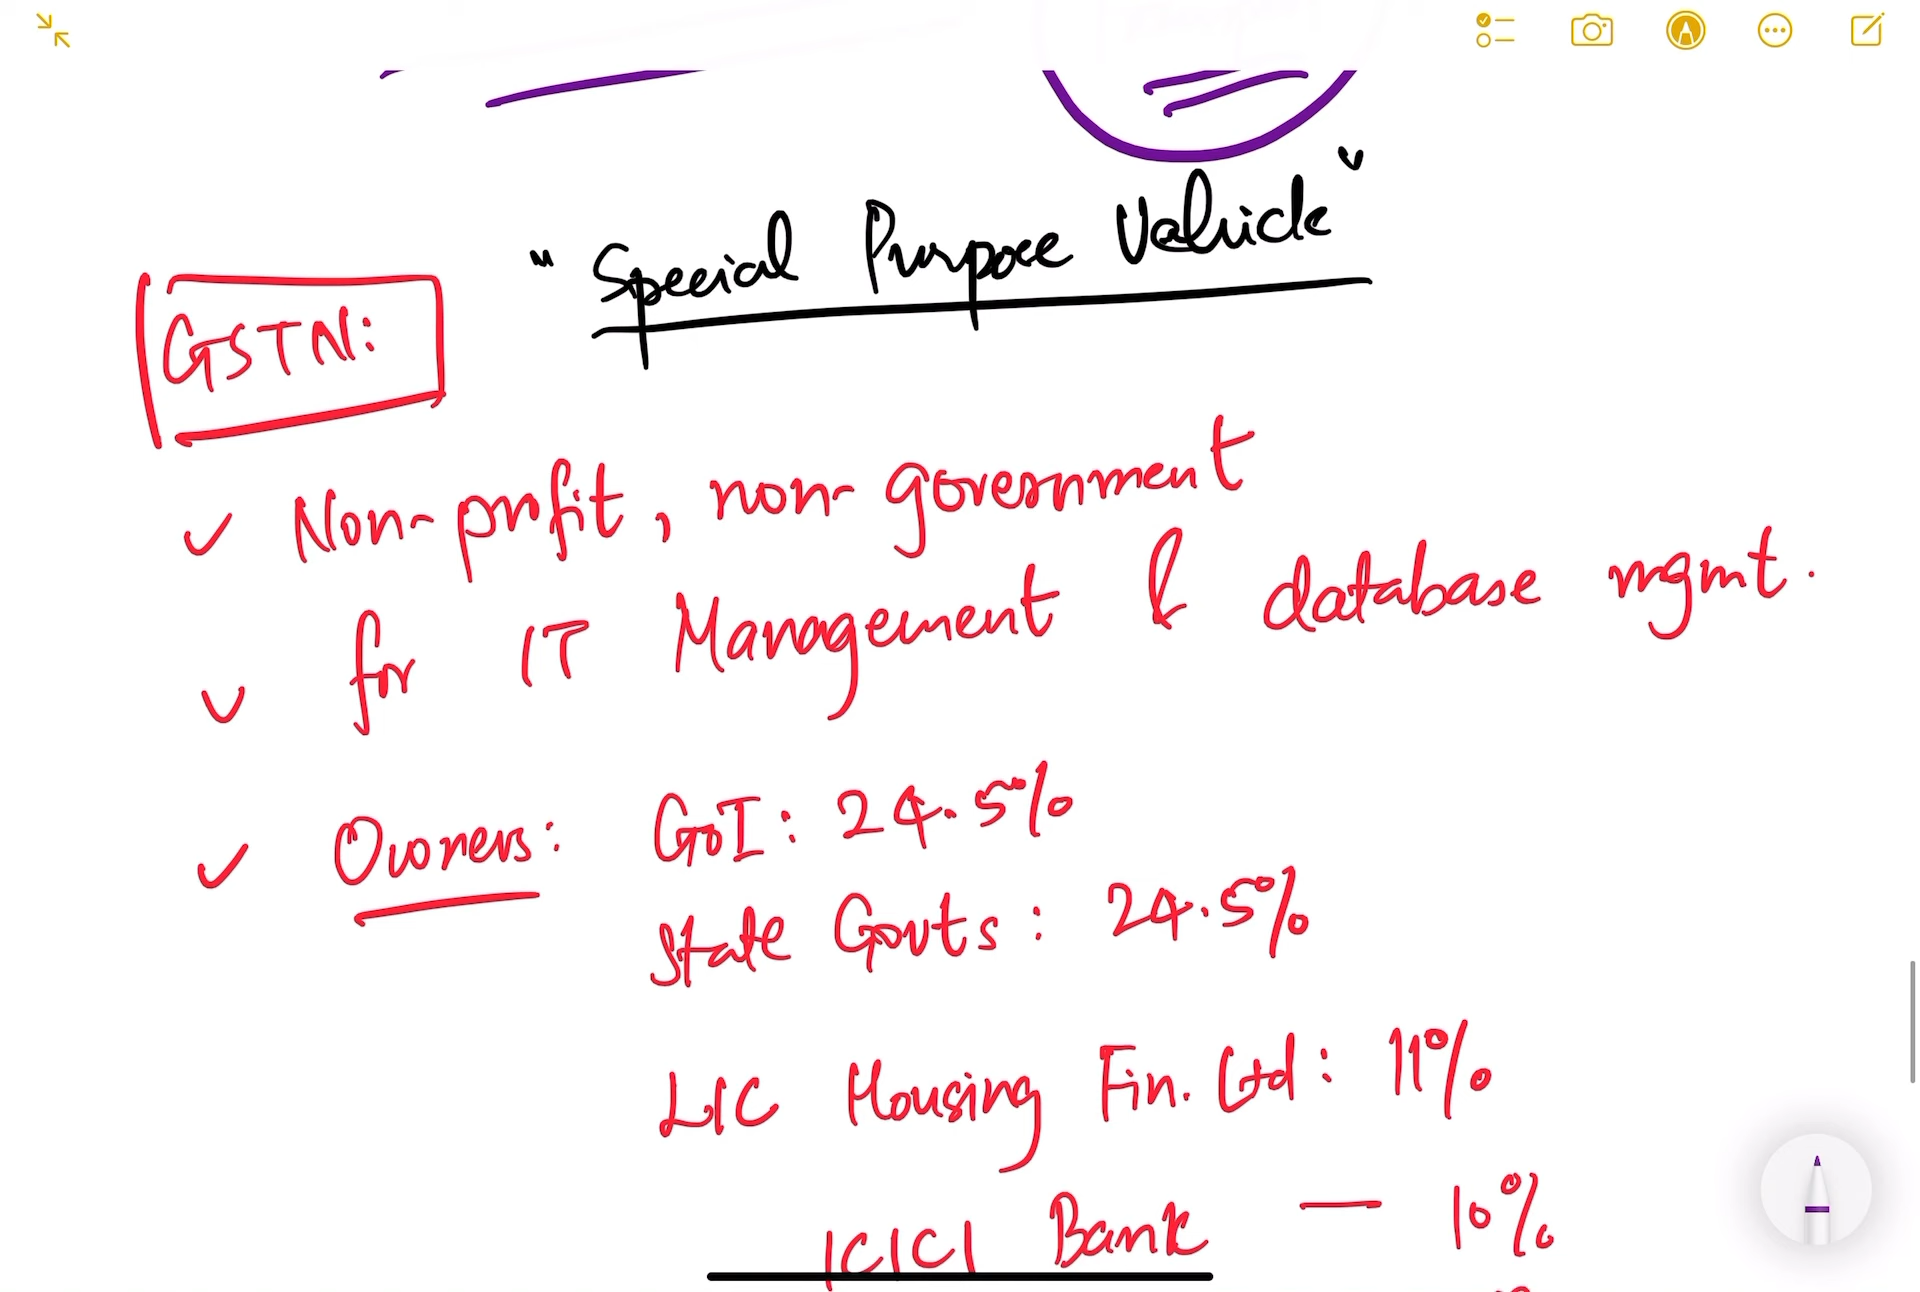 "Special Purpose Vehicle"
GSTN:
✓ Non-profit, non-government
✓ for IT Management & database mgmt.
✓ Owners: GoI: 24.5%
State Govts: 24.5%
LIC Housing Fin. Ltd: 11%
ICICI Bank — 10%